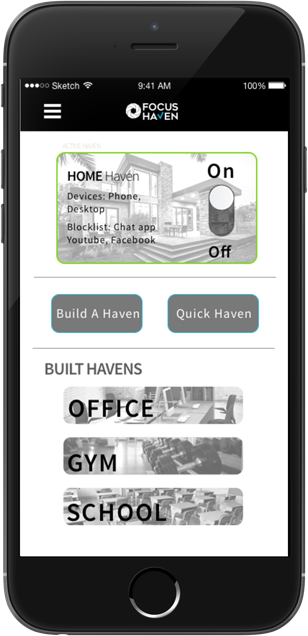 Sketch 9:41 AM 100%
FOCUS
HAVEN
ACTIVE HAVEN
HOME Haven
On
Devices: Phone,
Desktop
Blocklist: Chat app
Youtube, Facebook
Off
Build A Haven Quick Haven
BUILT HAVENS
OFFICE
GYM
SCHOOL